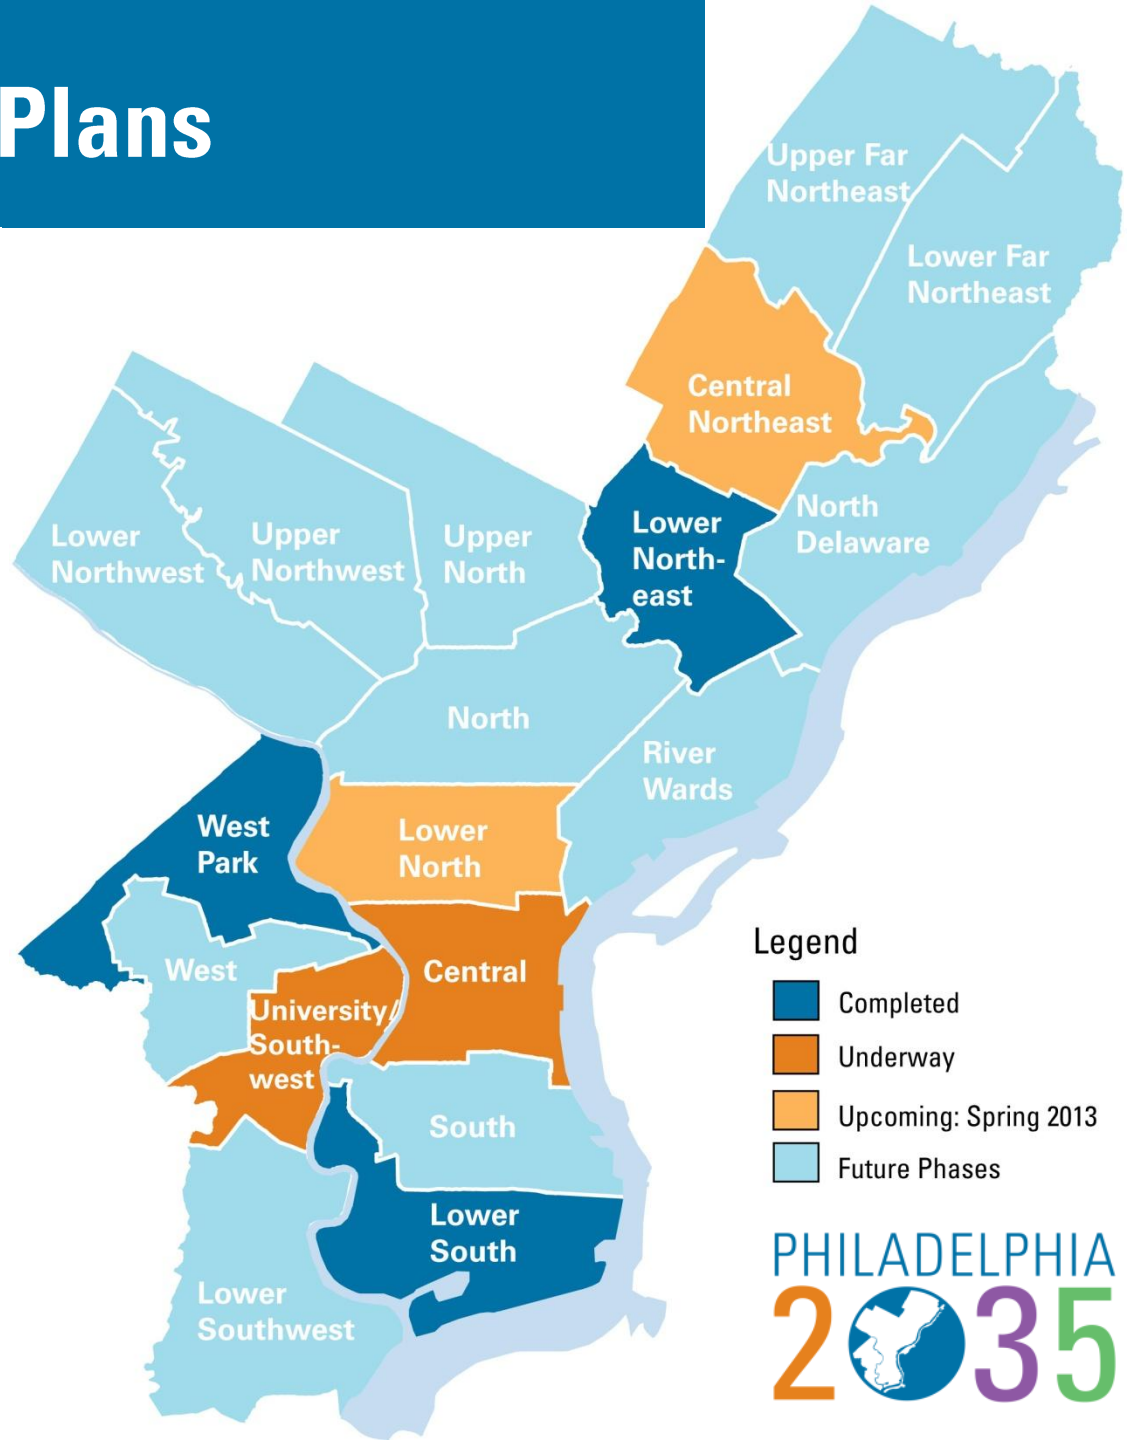 Plans
Upper Far
Northeast
Lower Far
Northeast
Central
Northeast
North
Delaware
Lower
North-
east
Lower
Northwest
Upper
Northwest
Upper
North
North
River
Wards
West
Park
Lower
North
West
Central
University/
South-
west
South
Lower
South
Lower
Southwest
Legend
Completed
Underway
Upcoming: Spring 2013
Future Phases
PHILADELPHIA
2035